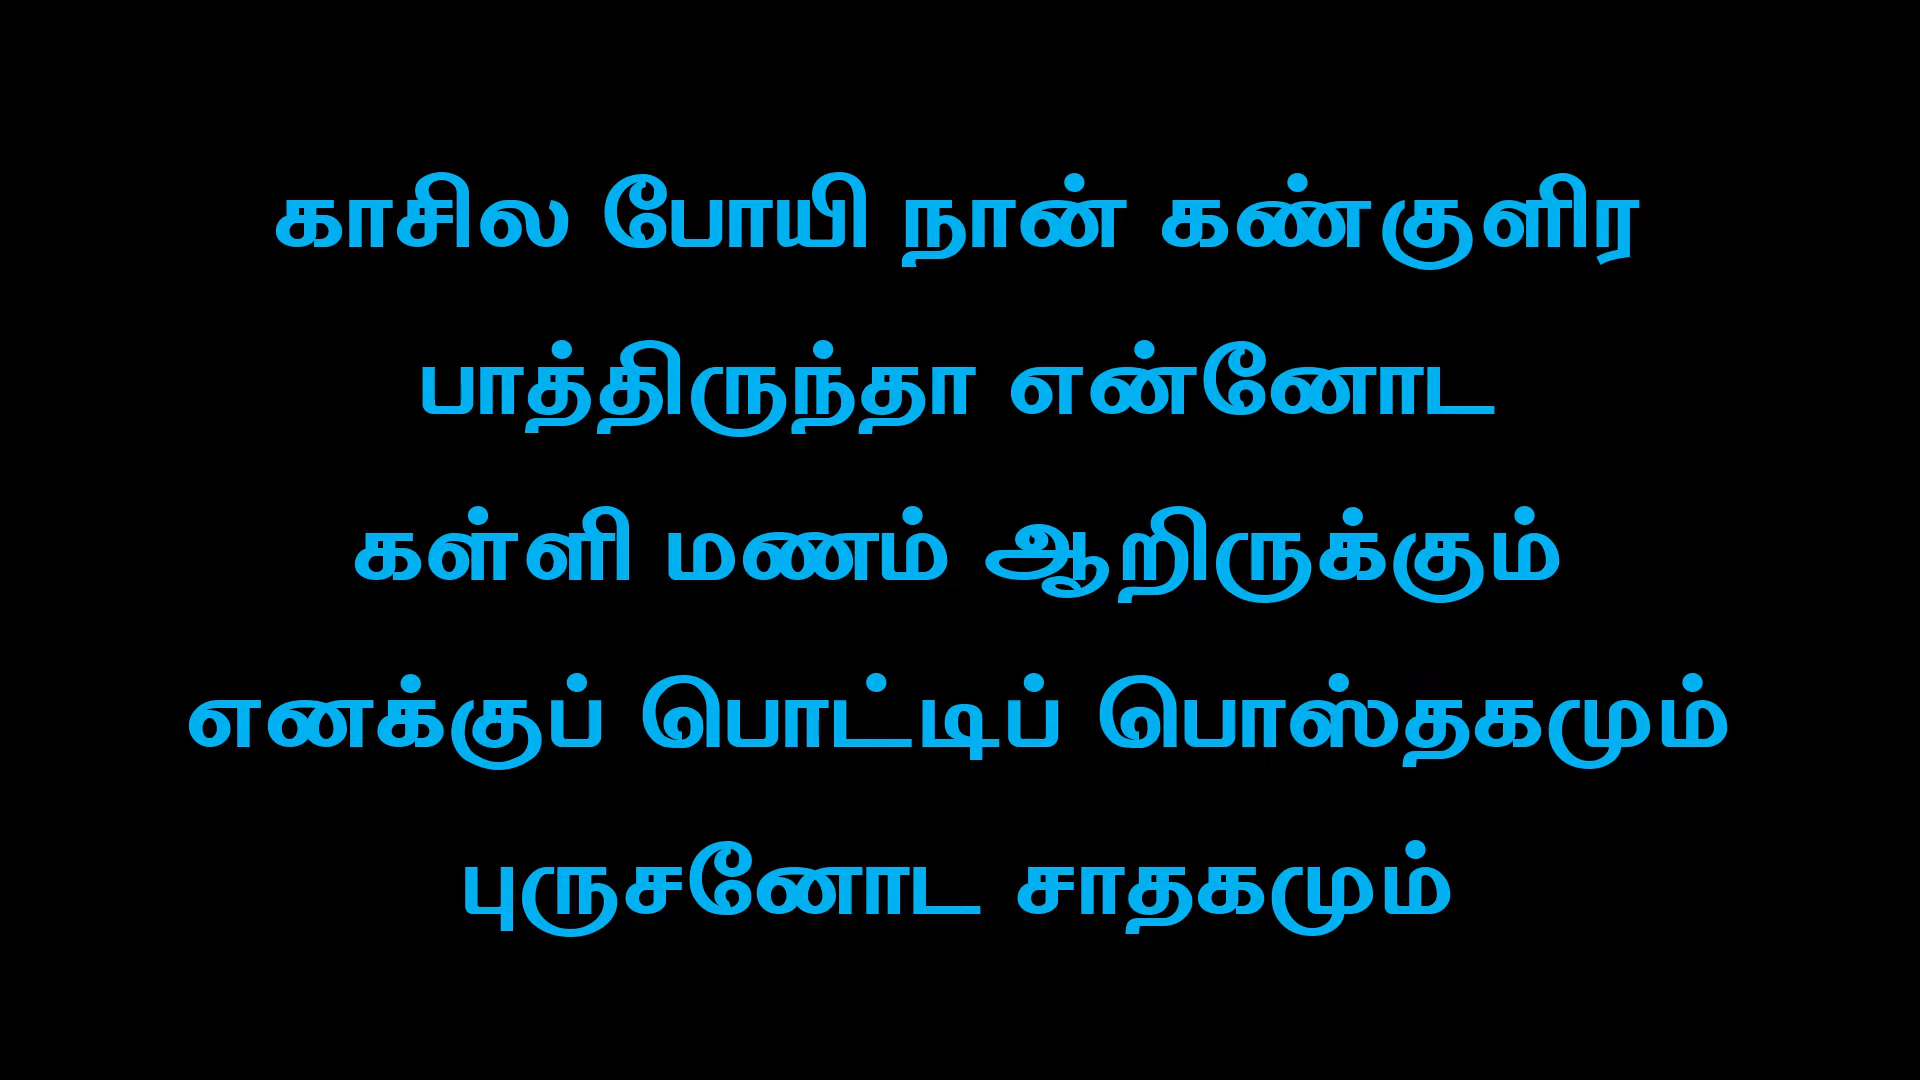 காசில போயி நான் கண்குளிர
பாத்திருந்தா என்னோட
கள்ளி மணம் ஆறிருக்கும்
எனக்குப் பொட்டிப் பொஸ்தகமும்
புருசனோட சாதகமும்